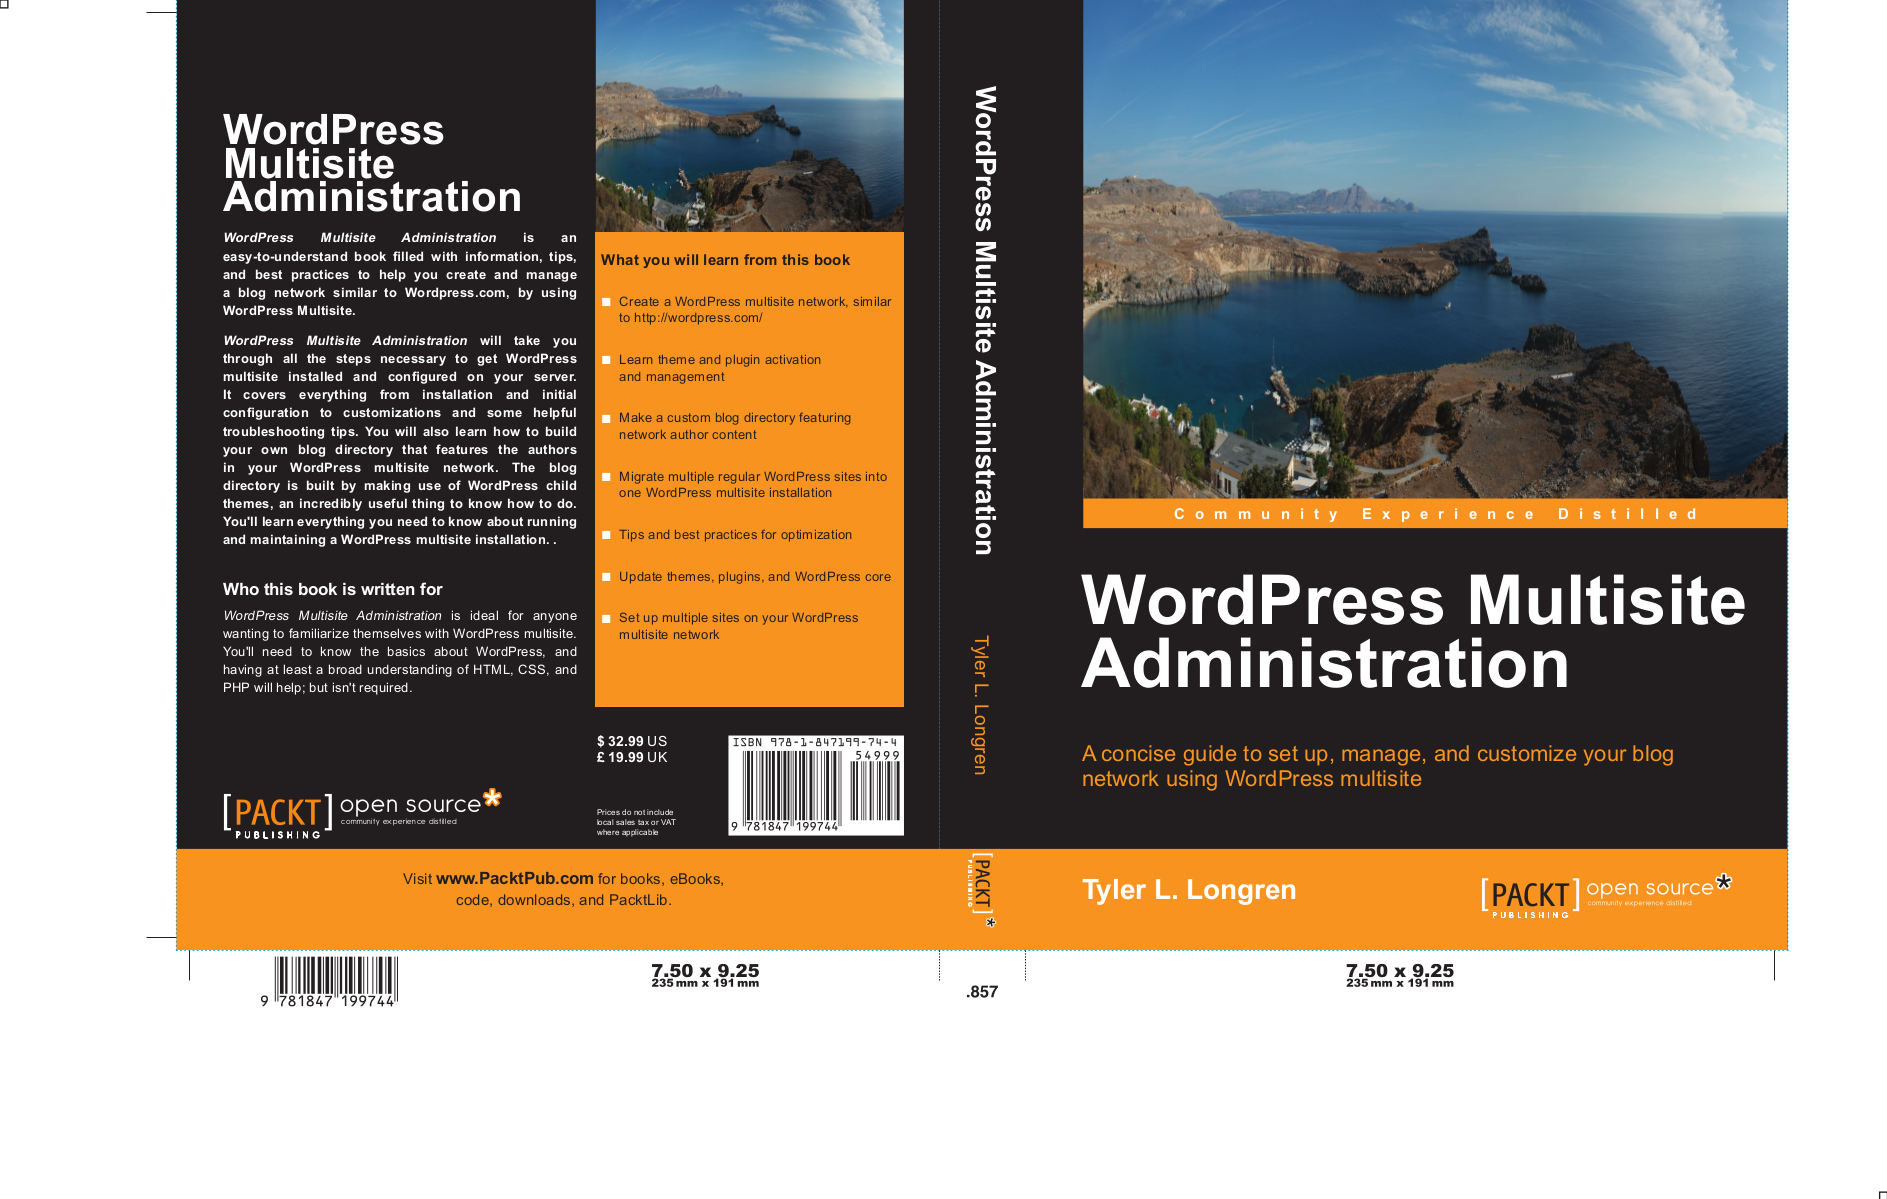 WordPress
Multisite
Administration
WordPress Multisite Administration is an
easy-to-understand book filled with information, tips,
and best practices to help you create and manage
a blog network similar to Wordpress.com, by using
WordPress Multisite.
WordPress Multisite Administration will take you
through all the steps necessary to get WordPress
multisite installed and configured on your server.
It covers everything from installation and initial
configuration to customizations and some helpful
troubleshooting tips. You will also learn how to build
your own blog directory that features the authors
in your WordPress multisite network. The blog
directory is built by making use of WordPress child
themes, an incredibly useful thing to know how to do.
You'll learn everything you need to know about running
and maintaining a WordPress multisite installation. .
Who this book is written for
WordPress Multisite Administration is ideal for anyone
wanting to familiarize themselves with WordPress multisite.
You'll need to know the basics about WordPress, and
having at least a broad understanding of HTML, CSS, and
PHP will help; but isn't required.
[PACKT] open source*
PUBLISHING community experience distilled
What you will learn from this book
Create a WordPress multisite network, similar
to http://wordpress.com/
Learn theme and plugin activation
and management
Make a custom blog directory featuring
network author content
Migrate multiple regular WordPress sites into
one WordPress multisite installation
Tips and best practices for optimization
Update themes, plugins, and WordPress core
Set up multiple sites on your WordPress
multisite network
$ 32.99 US
£ 19.99 UK
Prices do not include
local sales tax or VAT
where applicable
ISBN 978-1-847199-74-4
54999
9 781847 199744
Visit www.PacktPub.com for books, eBooks,
code, downloads, and PacktLib.
WordPress Multisite Administration
Tyler L. Longren
[PACKT]*
PUBLISHING
Community Experience Distilled
WordPress Multisite
Administration
A concise guide to set up, manage, and customize your blog
network using WordPress multisite
Tyler L. Longren
[PACKT] open source*
PUBLISHING community experience distilled
9 781847 199744
7.50 x 9.25
235 mm x 191 mm
.857
7.50 x 9.25
235 mm x 191 mm